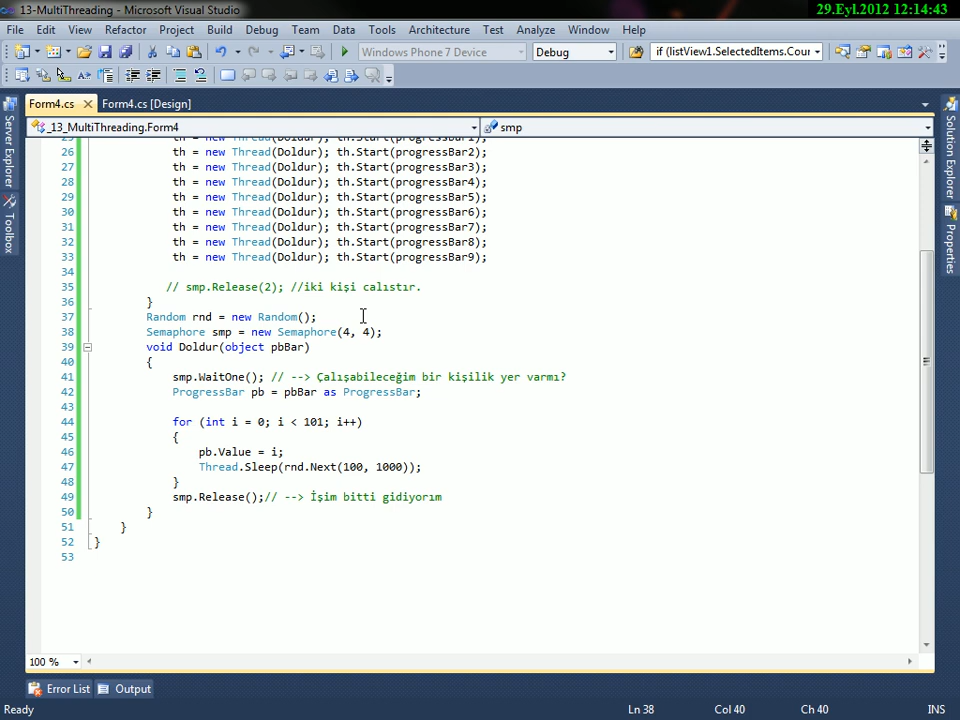 13-MultiThreading - Microsoft Visual Studio
29.Eyl.2012 12:14:43
File Edit View Refactor Project Build Debug Team Data Tools Architecture Test Analyze Window Help
Windows Phone 7 Device Debug if (listView1.SelectedItems.Cour
Form4.cs Form4.cs [Design]
_13_MultiThreading.Form4 smp
Server Explorer
Toolbox
Solution Explorer
Properties
25 th = new Thread(Doldur); th.Start(progressBar1);
26 th = new Thread(Doldur); th.Start(progressBar2);
27 th = new Thread(Doldur); th.Start(progressBar3);
28 th = new Thread(Doldur); th.Start(progressBar4);
29 th = new Thread(Doldur); th.Start(progressBar5);
30 th = new Thread(Doldur); th.Start(progressBar6);
31 th = new Thread(Doldur); th.Start(progressBar7);
32 th = new Thread(Doldur); th.Start(progressBar8);
33 th = new Thread(Doldur); th.Start(progressBar9);
34
35 // smp.Release(2); //iki kişi calıstır.
36 }
37 Random rnd = new Random();
38 Semaphore smp = new Semaphore(4, 4);
39 void Doldur(object pbBar)
40 {
41 smp.WaitOne(); // --> Çalışabileceğim bir kişilik yer varmı?
42 ProgressBar pb = pbBar as ProgressBar;
43
44 for (int i = 0; i < 101; i++)
45 {
46 pb.Value = i;
47 Thread.Sleep(rnd.Next(100, 1000));
48 }
49 smp.Release();// --> İşim bitti gidiyorım
50 }
51 }
52 }
53
100 %
Error List Output
Ready Ln 38 Col 40 Ch 40 INS